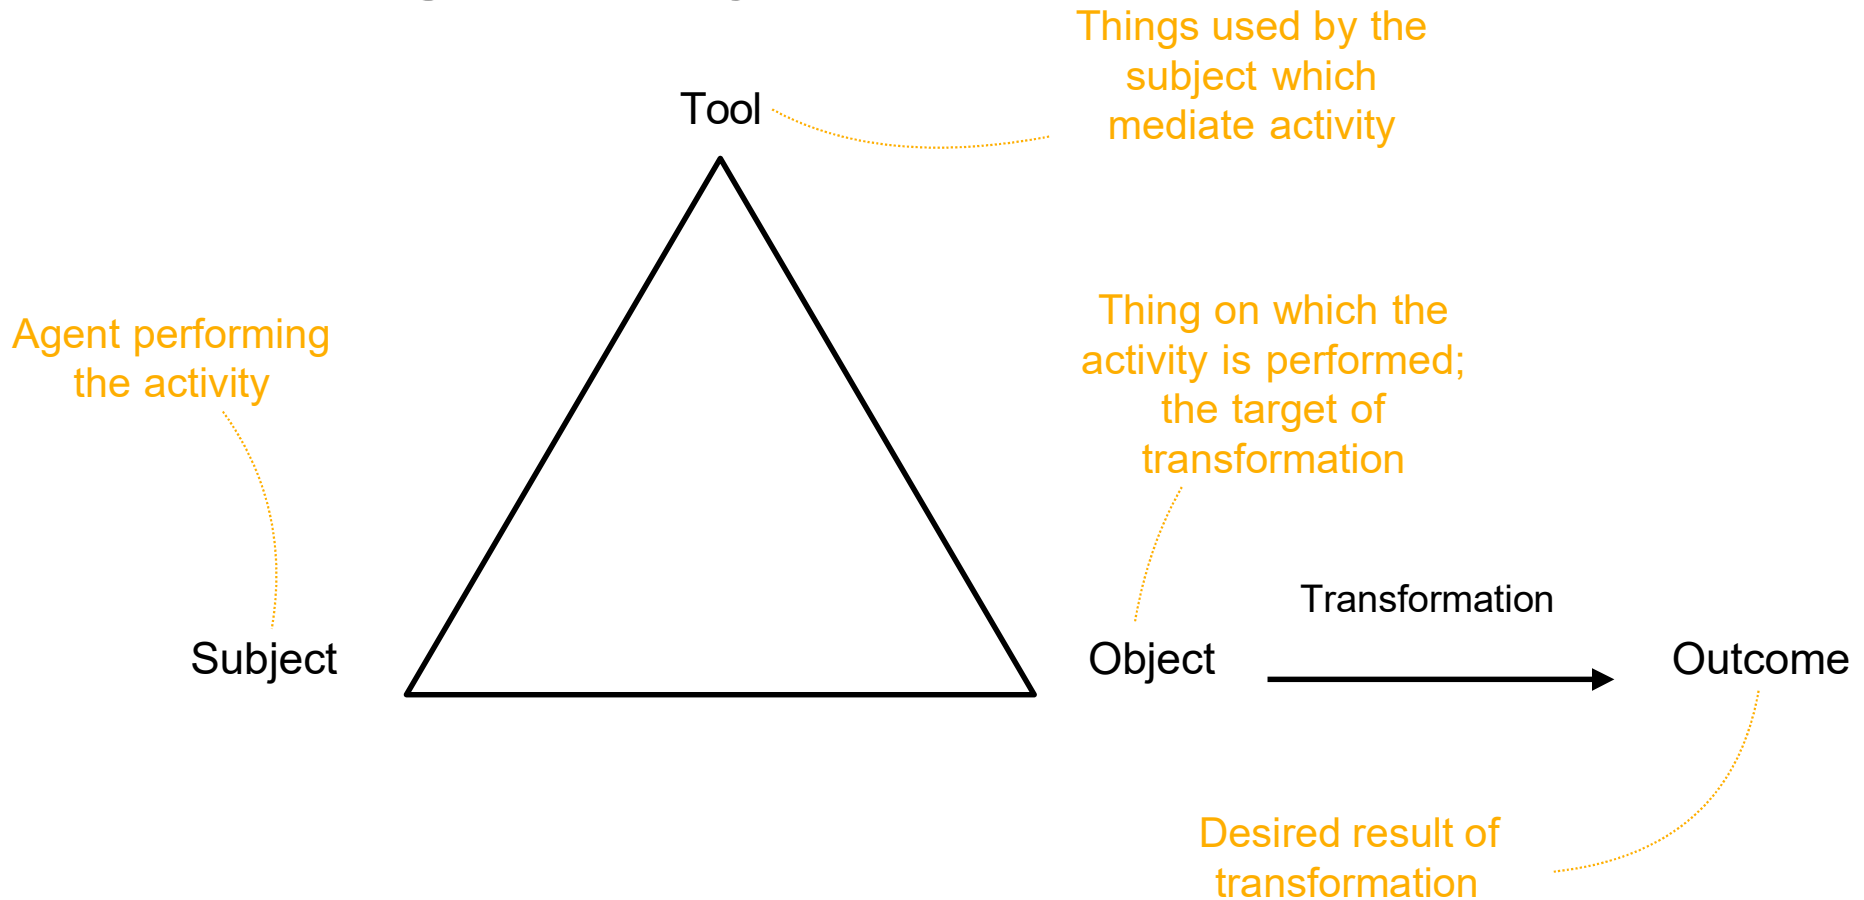 Things used by the
subject which
mediate activity
Tool
Agent performing
the activity
Thing on which the
activity is performed;
the target of
transformation
Transformation
Subject
Object
Outcome
Desired result of
transformation